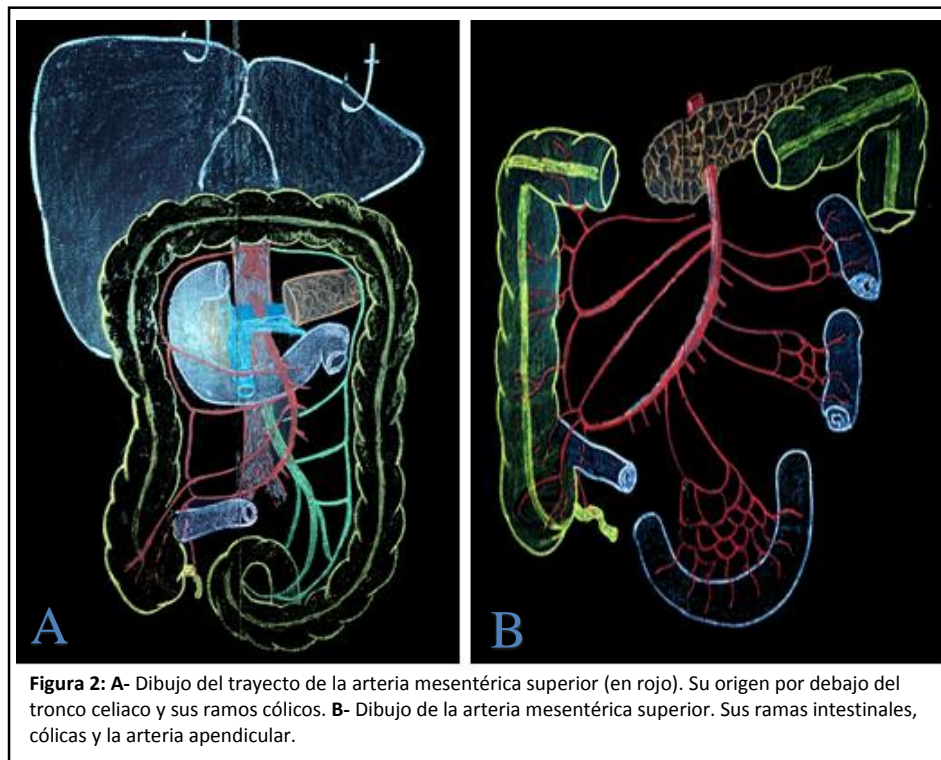 A
B
Figura 2: A- Dibujo del trayecto de la arteria mesentérica superior (en rojo). Su origen por debajo del
tronco celiaco y sus ramos cólicos. B- Dibujo de la arteria mesentérica superior. Sus ramas intestinales,
cólicas y la arteria apendicular.